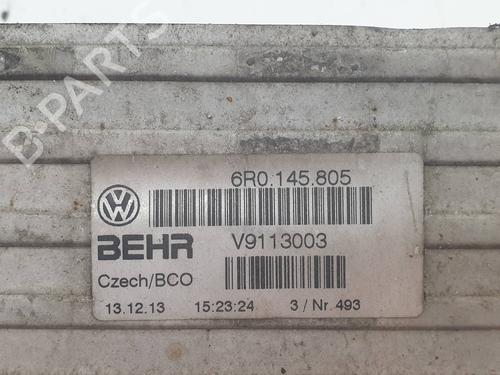 B-PARTS
6R0.145.805
VW
BEHR V9113003
Czech/BCO
13.12.13 15:23:24 3 / Nr. 493